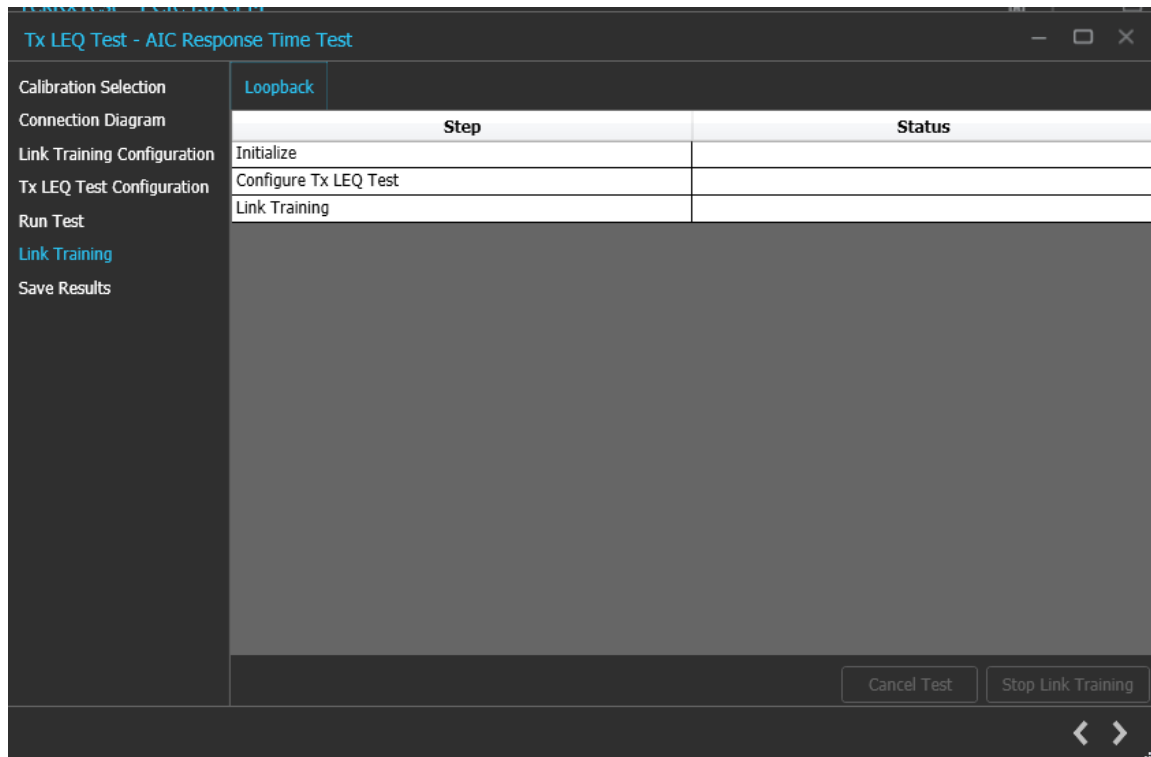 Tx LEQ Test - AIC Response Time Test
Calibration Selection
Connection Diagram
Link Training Configuration
Tx LEQ Test Configuration
Run Test
Link Training
Save Results
Loopback
Step Status
Initialize
Configure Tx LEQ Test
Link Training
Cancel Test Stop Link Training